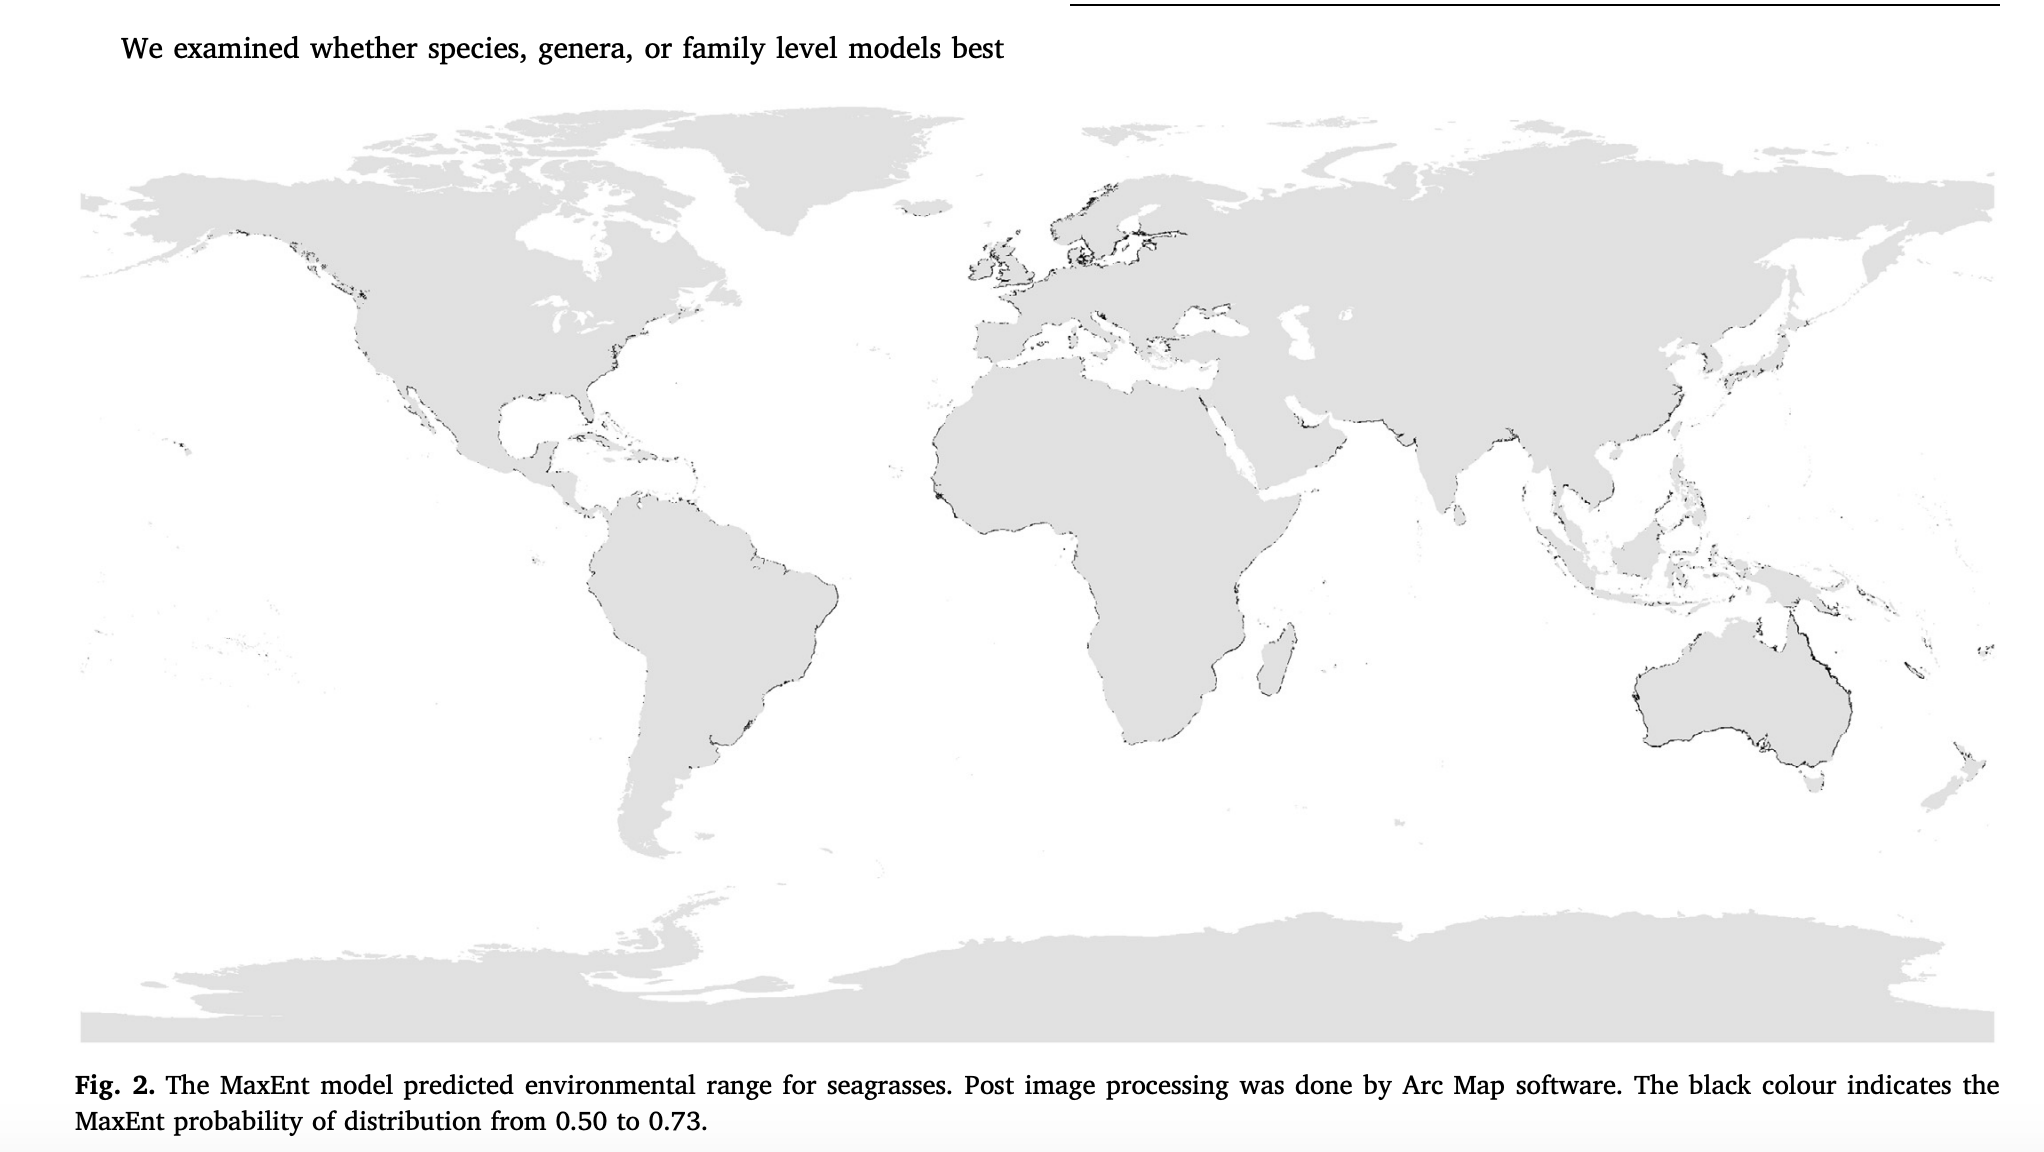 We examined whether species, genera, or family level models best
Fig. 2. The MaxEnt model predicted environmental range for seagrasses. Post image processing was done by Arc Map software. The black colour indicates the
MaxEnt probability of distribution from 0.50 to 0.73.